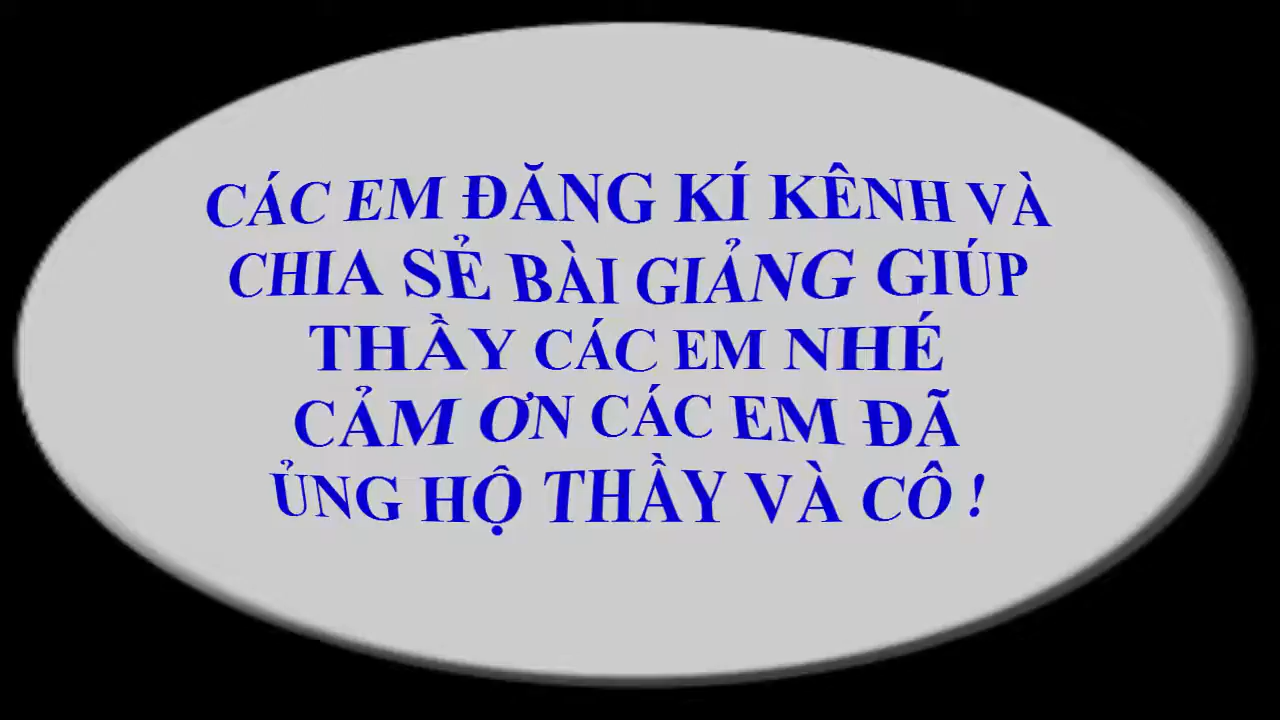 CÁC EM ĐĂNG KÍ KÊNH VÀ
CHIA SẺ BÀI GIẢNG GIÚP
THẦY CÁC EM NHÉ
CẢM ƠN CÁC EM ĐÃ
ỦNG HỘ THẦY VÀ CÔ !